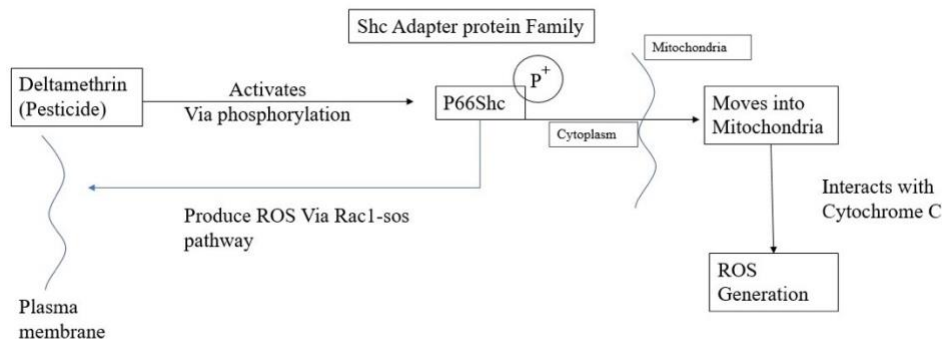 Shc Adapter protein Family
Mitochondria
Deltamethrin
(Pesticide)
Activates
Via phosphorylation
P+
P66Shc
Cytoplasm
Moves into
Mitochondria
Produce ROS Via Rac1-sos
pathway
Interacts with
Cytochrome C
ROS
Generation
Plasma
membrane